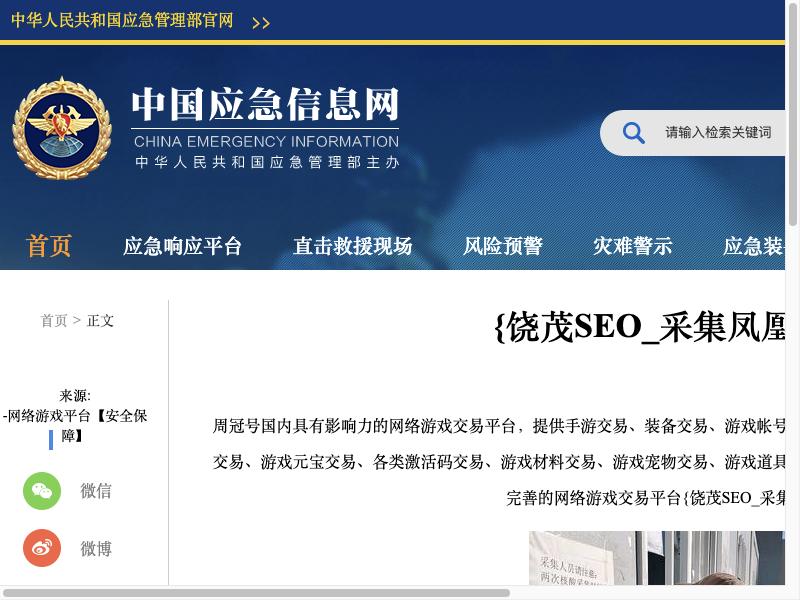 中华人民共和国应急管理部官网 >>
中国应急信息网
CHINA EMERGENCY INFORMATION
中华人民共和国应急管理部主办
请输入检索关键词
首页 应急响应平台 直击救援现场 风险预警 灾难警示 应急装
首页 > 正文
{饶茂SEO_采集凤凰
来源:
-网络游戏平台【安全保
障】
微信
微博
周冠号国内具有影响力的网络游戏交易平台，提供手游交易、装备交易、游戏帐号
交易、游戏元宝交易、各类激活码交易、游戏材料交易、游戏宠物交易、游戏道具
完善的网络游戏交易平台{饶茂SEO_采集
采集人员请注意:
两次核酸采集时间